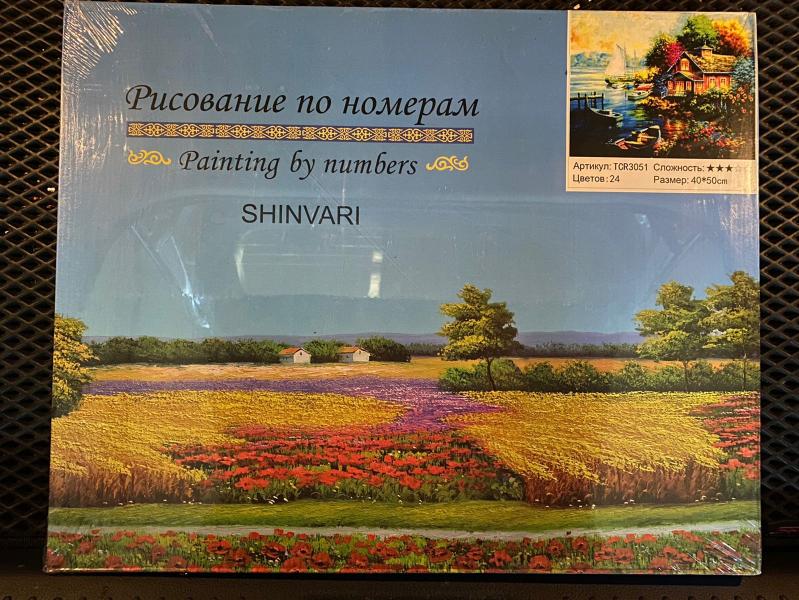 Рисование по номерам
Painting by numbers
SHINVARI
Артикул: TCR3051 Сложность: ★★★☆
Цветов: 24 Размер: 40*50cm